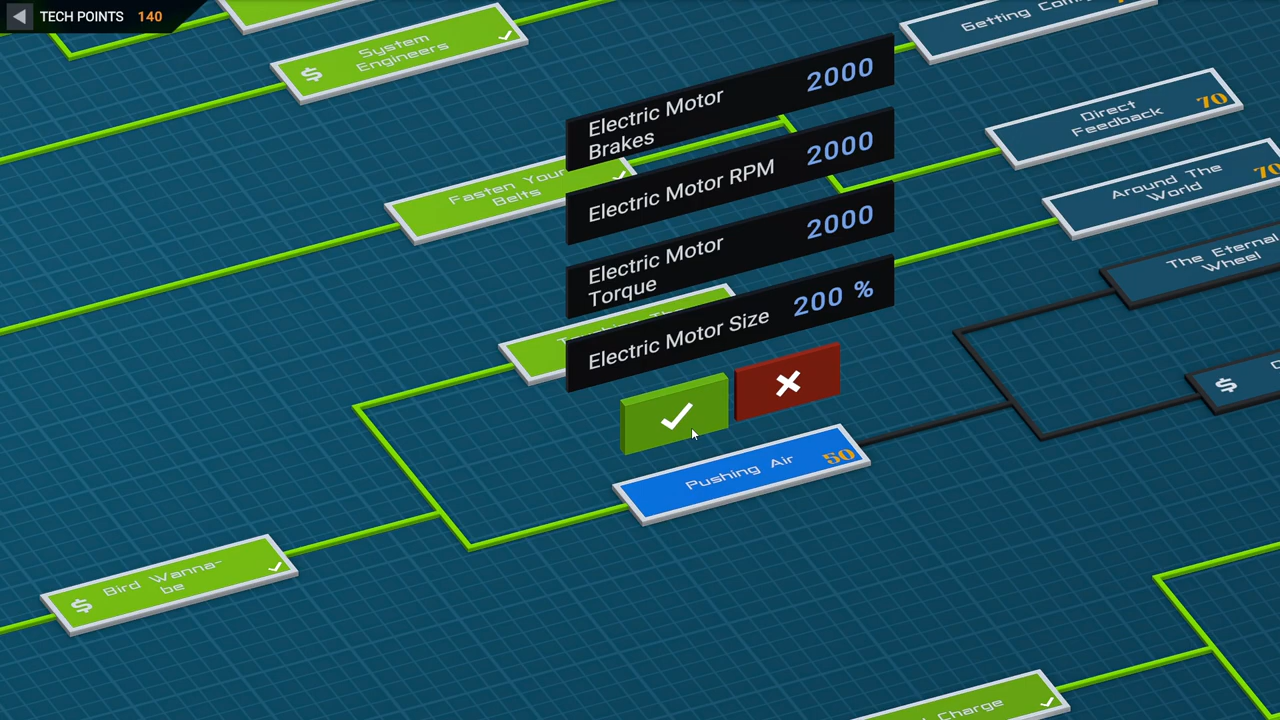 TECH POINTS 140
System
Engineers
$
Getting
Electric Motor
Brakes
2000
Direct
Feedback
70
Electric Motor RPM
2000
Fasten Your
Belts
Around The
World
70
Electric Motor
Torque
2000
The Eternal
Wheel
Electric Motor Size
200 %
$
Pushing Air
50
Bird Wanna-
be
$
Charge